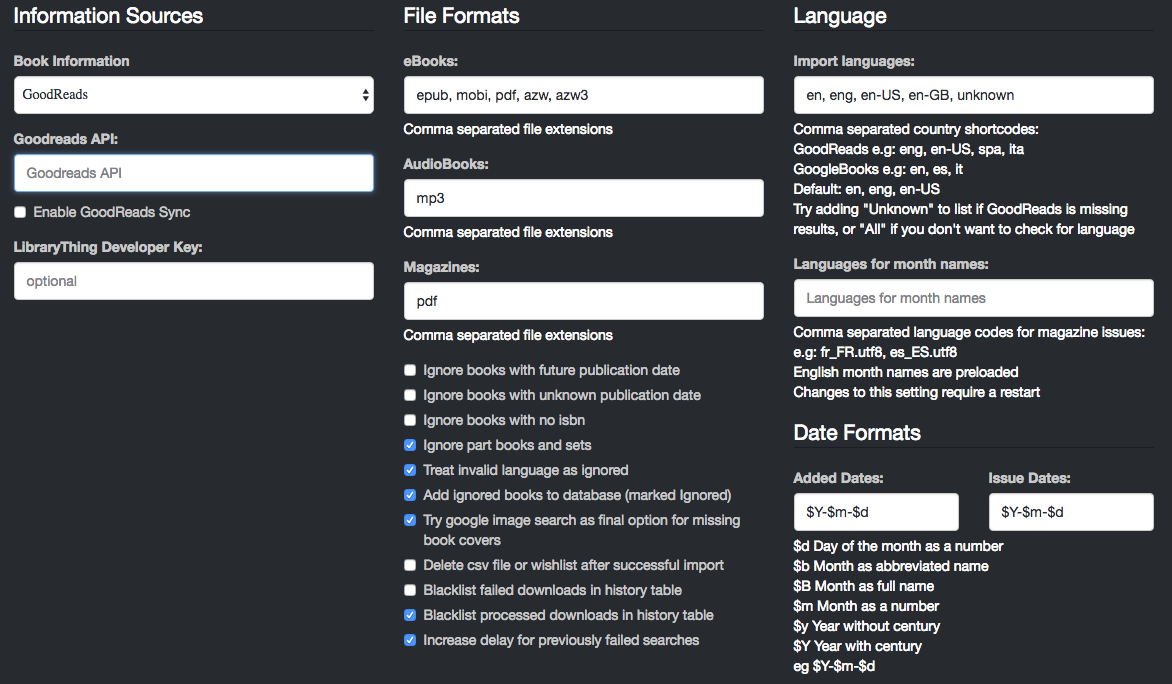 Information Sources
Book Information
GoodReads
Goodreads API:
Goodreads API
Enable GoodReads Sync
LibraryThing Developer Key:
optional
File Formats
eBooks:
epub, mobi, pdf, azw, azw3
Comma separated file extensions
AudioBooks:
mp3
Comma separated file extensions
Magazines:
pdf
Comma separated file extensions
Ignore books with future publication date
Ignore books with unknown publication date
Ignore books with no isbn
Ignore part books and sets
Treat invalid language as ignored
Add ignored books to database (marked Ignored)
Try google image search as final option for missing
book covers
Delete csv file or wishlist after successful import
Blacklist failed downloads in history table
Blacklist processed downloads in history table
Increase delay for previously failed searches
Language
Import languages:
en, eng, en-US, en-GB, unknown
Comma separated country shortcodes:
GoodReads e.g: eng, en-US, spa, ita
GoogleBooks e.g: en, es, it
Default: en, eng, en-US
Try adding "Unknown" to list if GoodReads is missing
results, or "All" if you don't want to check for language
Languages for month names:
Languages for month names
Comma separated language codes for magazine issues:
e.g: fr_FR.utf8, es_ES.utf8
English month names are preloaded
Changes to this setting require a restart
Date Formats
Added Dates:
$Y-$m-$d
Issue Dates:
$Y-$m-$d
$d Day of the month as a number
$b Month as abbreviated name
$B Month as full name
$m Month as a number
$y Year without century
$Y Year with century
eg $Y-$m-$d